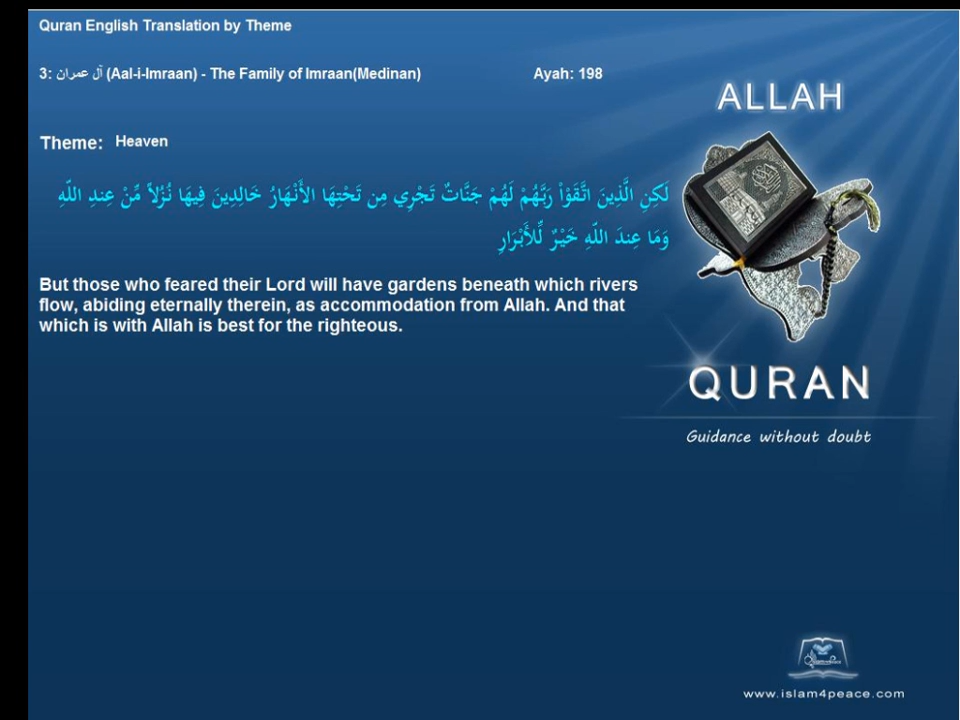 Quran English Translation by Theme
3: آل عمران (Aal-i-Imraan) - The Family of Imraan(Medinan) Ayah: 198
Theme: Heaven
لَكِنِ الَّذِينَ اتَّقَوْاْ رَبَّهُمْ لَهُمْ جَنَّاتٌ تَجْرِي مِن تَحْتِهَا الأَنْهَارُ خَالِدِينَ فِيهَا نُزُلاً مِّنْ عِندِ اللّهِ
وَمَا عِندَ اللّهِ خَيْرٌ لِّلأَبْرَارِ
But those who feared their Lord will have gardens beneath which rivers
flow, abiding eternally therein, as accommodation from Allah. And that
which is with Allah is best for the righteous.
ALLAH
QURAN
Guidance without doubt
www.islam4peace.com